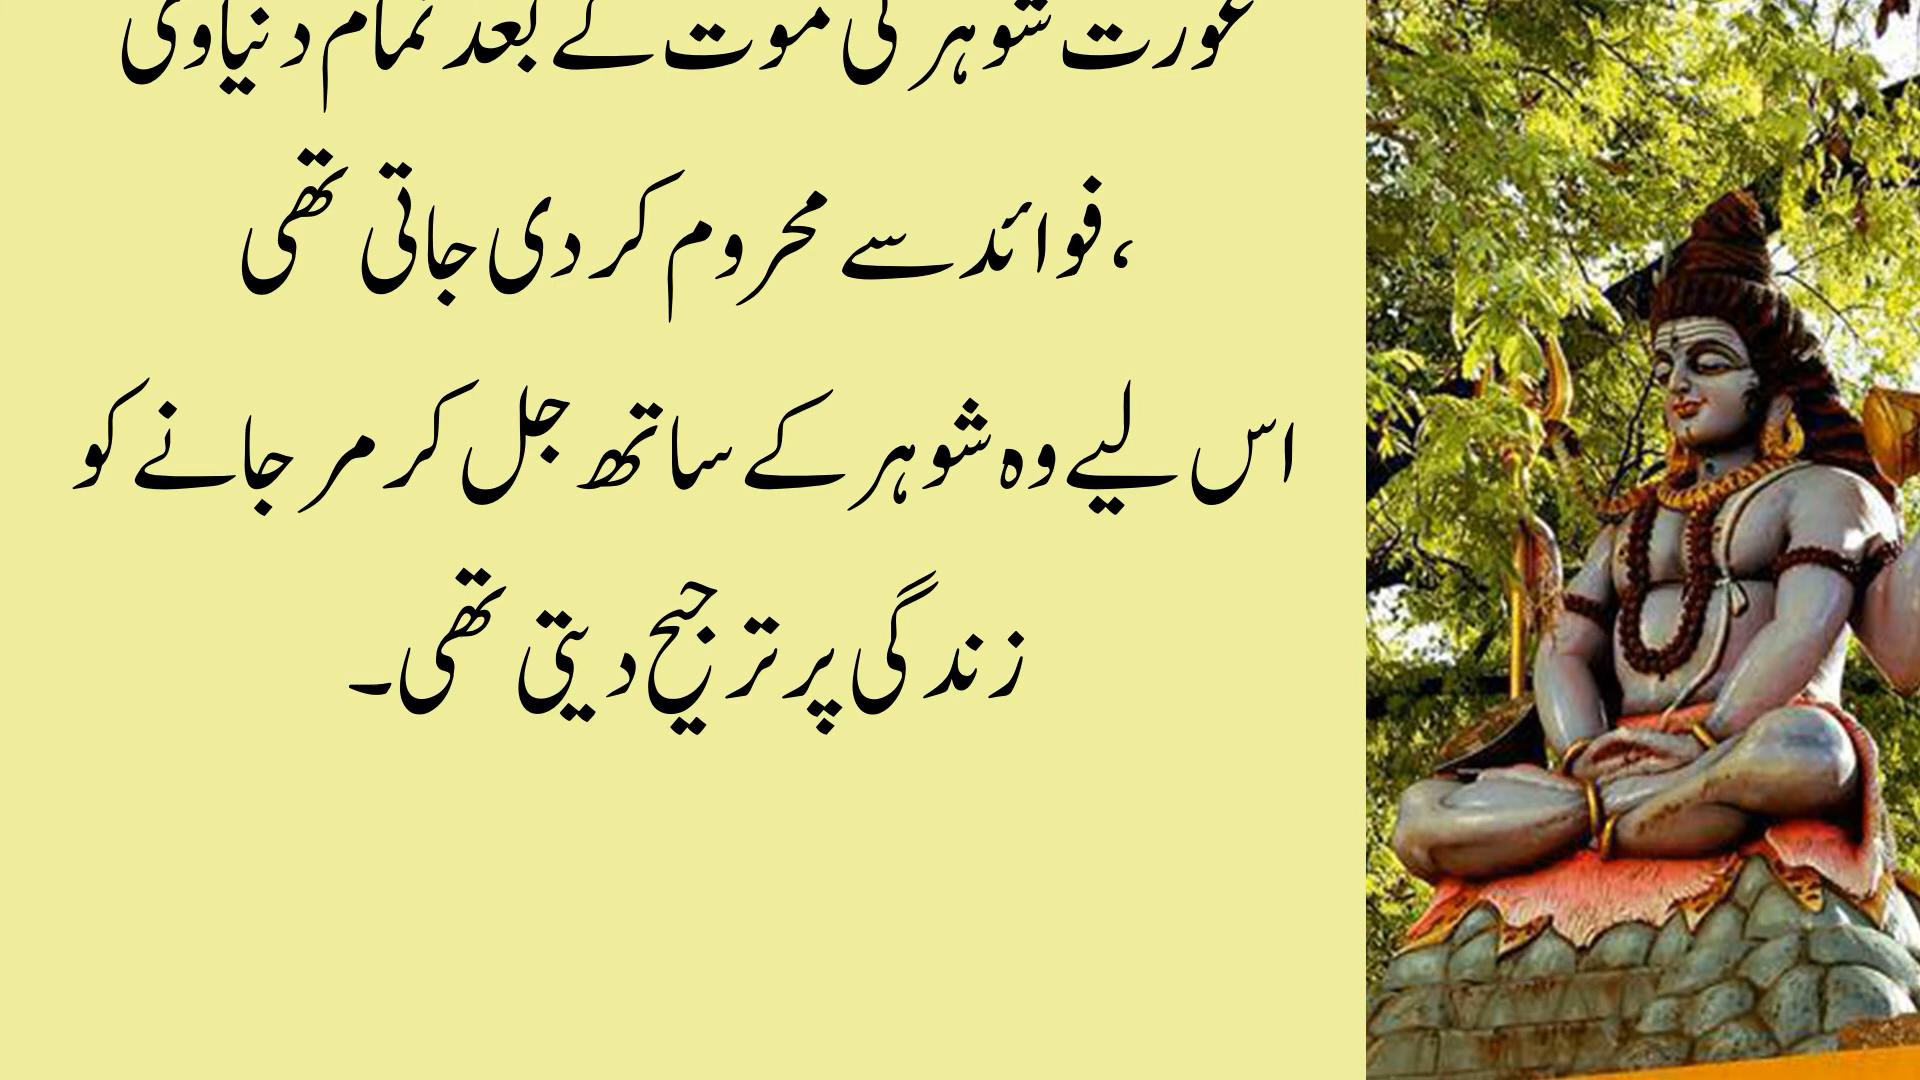 عورت شوہر کی موت کے بعد تمام دنیاوی
فوائد سے محروم کر دی جاتی تھی،
اس لیے وہ شوہر کے ساتھ جل کر مر جانے کو
زندگی پر ترجیح دیتی تھی۔